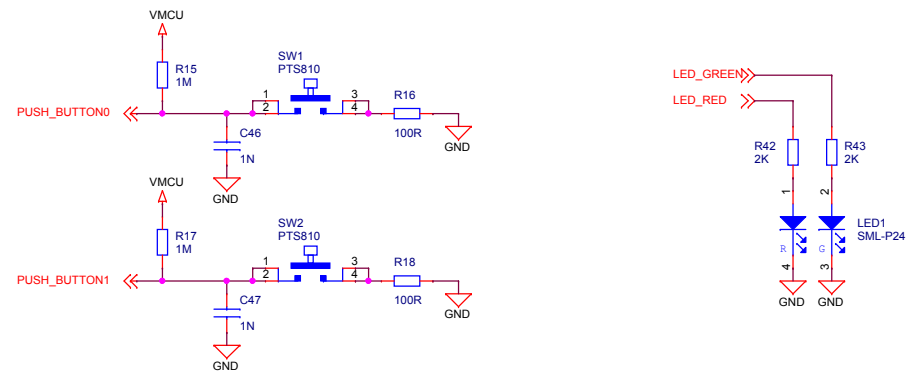 VMCU
R15
1M
PUSH_BUTTON0
C46
1N
GND
SW1
PTS810
1
2
3
4
R16
100R
GND
VMCU
R17
1M
PUSH_BUTTON1
C47
1N
GND
SW2
PTS810
1
2
3
4
R18
100R
GND
LED_GREEN
LED_RED
R42
2K
R43
2K
1
2
LED1
SML-P24
R
G
4
3
GND
GND